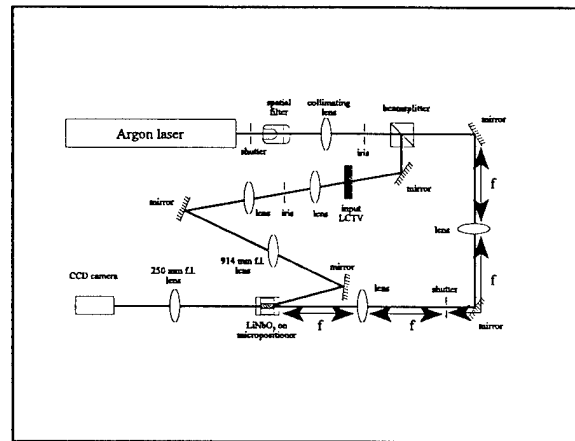 spatial
filter
collimating
lens
beamsplitter
mirror
Argon laser
shutter
iris
f
mirror
lens
iris
lens
input
LCTV
mirror
lens
914 mm f.l.
lens
mirror
250 mm f.l.
lens
CCD camera
lens
shutter
f
LiNbO3 on
micropositioner
f
f
mirror